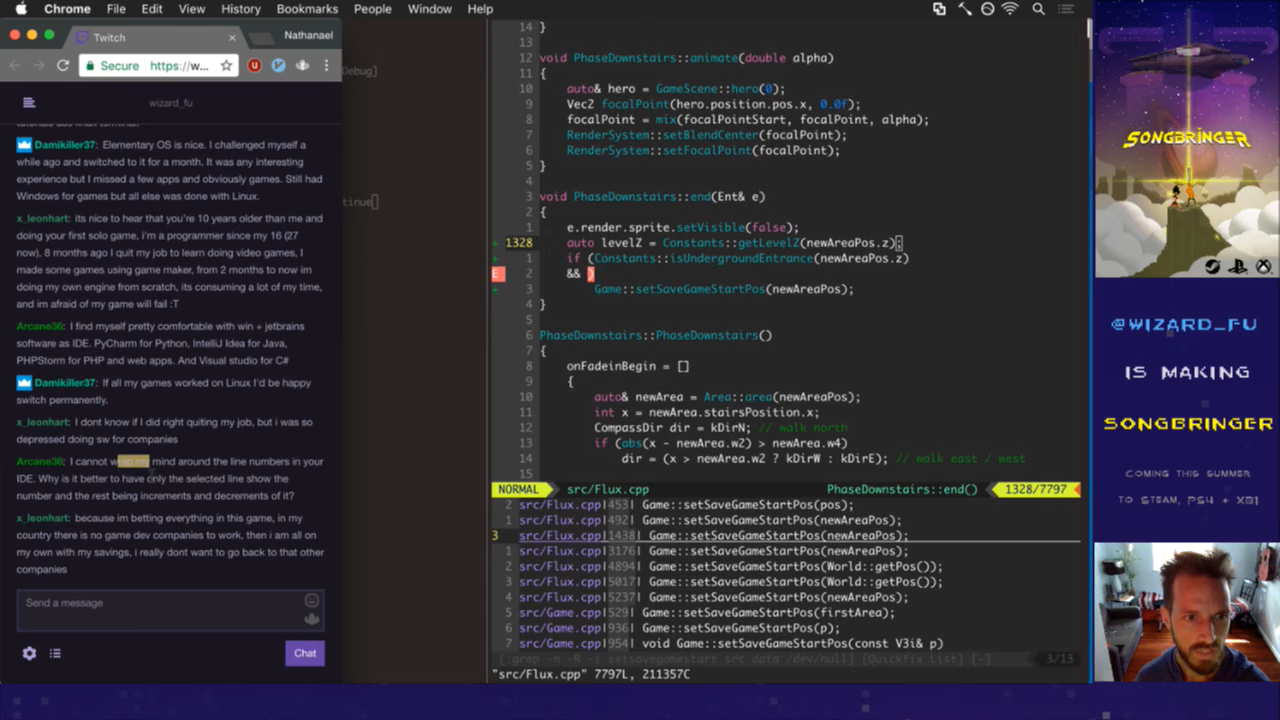 Chrome File Edit View History Bookmarks People Window Help
Twitch
Nathanael
Secure https://w...
wizard_fu
Damikiller37: Elementary OS is nice. I challenged myself a
while ago and switched to it for a month. It was any interesting
experience but I missed a few apps and obviously games. Still had
Windows for games but all else was done with Linux.
x_leonhart: its nice to hear that you're 10 years older than me and
doing your first solo game, i'm a programmer since my 16 (27
now), 8 months ago I quit my job to learn doing video games, I
made some games using game maker, from 2 months to now im
doing my own engine from scratch, its consuming a lot of my time,
and im afraid of my game will fail :T
Arcane36: I find myself pretty comfortable with win + jetbrains
software as IDE. PyCharm for Python, IntelliJ Idea for Java,
PHPStorm for PHP and web apps. And Visual studio for C#
Damikiller37: If all my games worked on Linux I'd be happy
switch permanently.
x_leonhart: I dont know if I did right quiting my job, but i was so
depressed doing sw for companies
Arcane36: I cannot wrap my mind around the line numbers in your
IDE. Why is it better to have only the selected line show the
number and the rest being increments and decrements of it?
x_leonhart: because im betting everything in this game, in my
country there is no game dev companies to work, then i am all on
my own with my savings, i really dont want to go back to that other
companies
Send a message
Chat
Debug]
tinue]
14 }
13
12 void PhaseDownstairs::animate(double alpha)
11 {
10 auto& hero = GameScene::hero(0);
9 Vec2 focalPoint(hero.position.pos.x, 0.0f);
8 focalPoint = mix(focalPointStart, focalPoint, alpha);
7 RenderSystem::setBlendCenter(focalPoint);
6 RenderSystem::setFocalPoint(focalPoint);
5 }
4
3 void PhaseDownstairs::end(Ent& e)
2 {
1 e.render.sprite.setVisible(false);
+ 1328 auto levelZ = Constants::getLevelZ(newAreaPos.z);
+ 1 if (Constants::isUndergroundEntrance(newAreaPos.z)
E 2 && )
+ 3 Game::setSaveGameStartPos(newAreaPos);
4 }
5
6 PhaseDownstairs::PhaseDownstairs()
7 {
8 onFadeinBegin = []
9 {
10 auto& newArea = Area::area(newAreaPos);
11 int x = newArea.stairsPosition.x;
12 CompassDir dir = kDirN; // walk north
13 if (abs(x - newArea.w2) > newArea.w4)
14 dir = (x > newArea.w2 ? kDirW : kDirE); // walk east / west
15
NORMAL src/Flux.cpp PhaseDownstairs::end() 1328/7797
2 src/Flux.cpp|453| Game::setSaveGameStartPos(pos);
1 src/Flux.cpp|492| Game::setSaveGameStartPos(newAreaPos);
3 src/Flux.cpp|1438| Game::setSaveGameStartPos(newAreaPos);
1 src/Flux.cpp|3176| Game::setSaveGameStartPos(newAreaPos);
2 src/Flux.cpp|4894| Game::setSaveGameStartPos(World::getPos());
3 src/Flux.cpp|5017| Game::setSaveGameStartPos(World::getPos());
4 src/Flux.cpp|5237| Game::setSaveGameStartPos(newAreaPos);
5 src/Game.cpp|529| Game::setSaveGameStartPos(firstArea);
6 src/Game.cpp|936| Game::setSaveGameStartPos(p);
7 src/Game.cpp|954| void Game::setSaveGameStartPos(const V3i& p)
[:grep -n -R -i setsavegamestart src data /dev/null] [Quickfix List] [-] 3/13
"src/Flux.cpp" 7797L, 211357C
SONGBRINGER
@WIZARD_FU
IS MAKING
SONGBRINGER
COMING THIS SUMMER
TO STEAM, PS4 + XB1